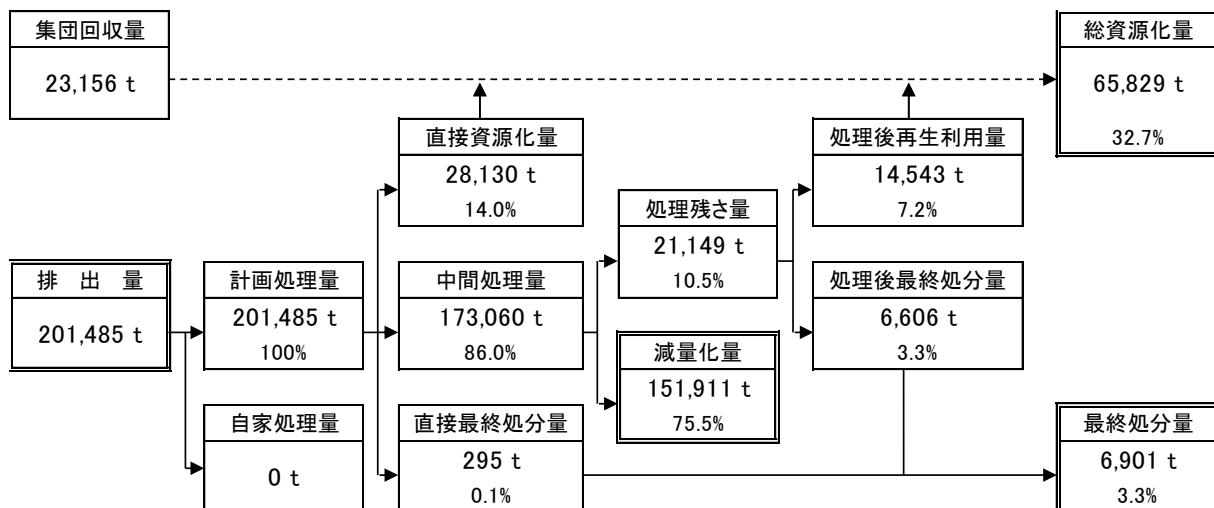 集団回収量
23,156 t
総資源化量
65,829 t
32.7%
直接資源化量
28,130 t
14.0%
処理後再生利用量
14,543 t
7.2%
処理残さ量
21,149 t
10.5%
排 出 量
201,485 t
計画処理量
201,485 t
100%
中間処理量
173,060 t
86.0%
処理後最終処分量
6,606 t
3.3%
減量化量
151,911 t
75.5%
自家処理量
0 t
直接最終処分量
295 t
0.1%
最終処分量
6,901 t
3.3%